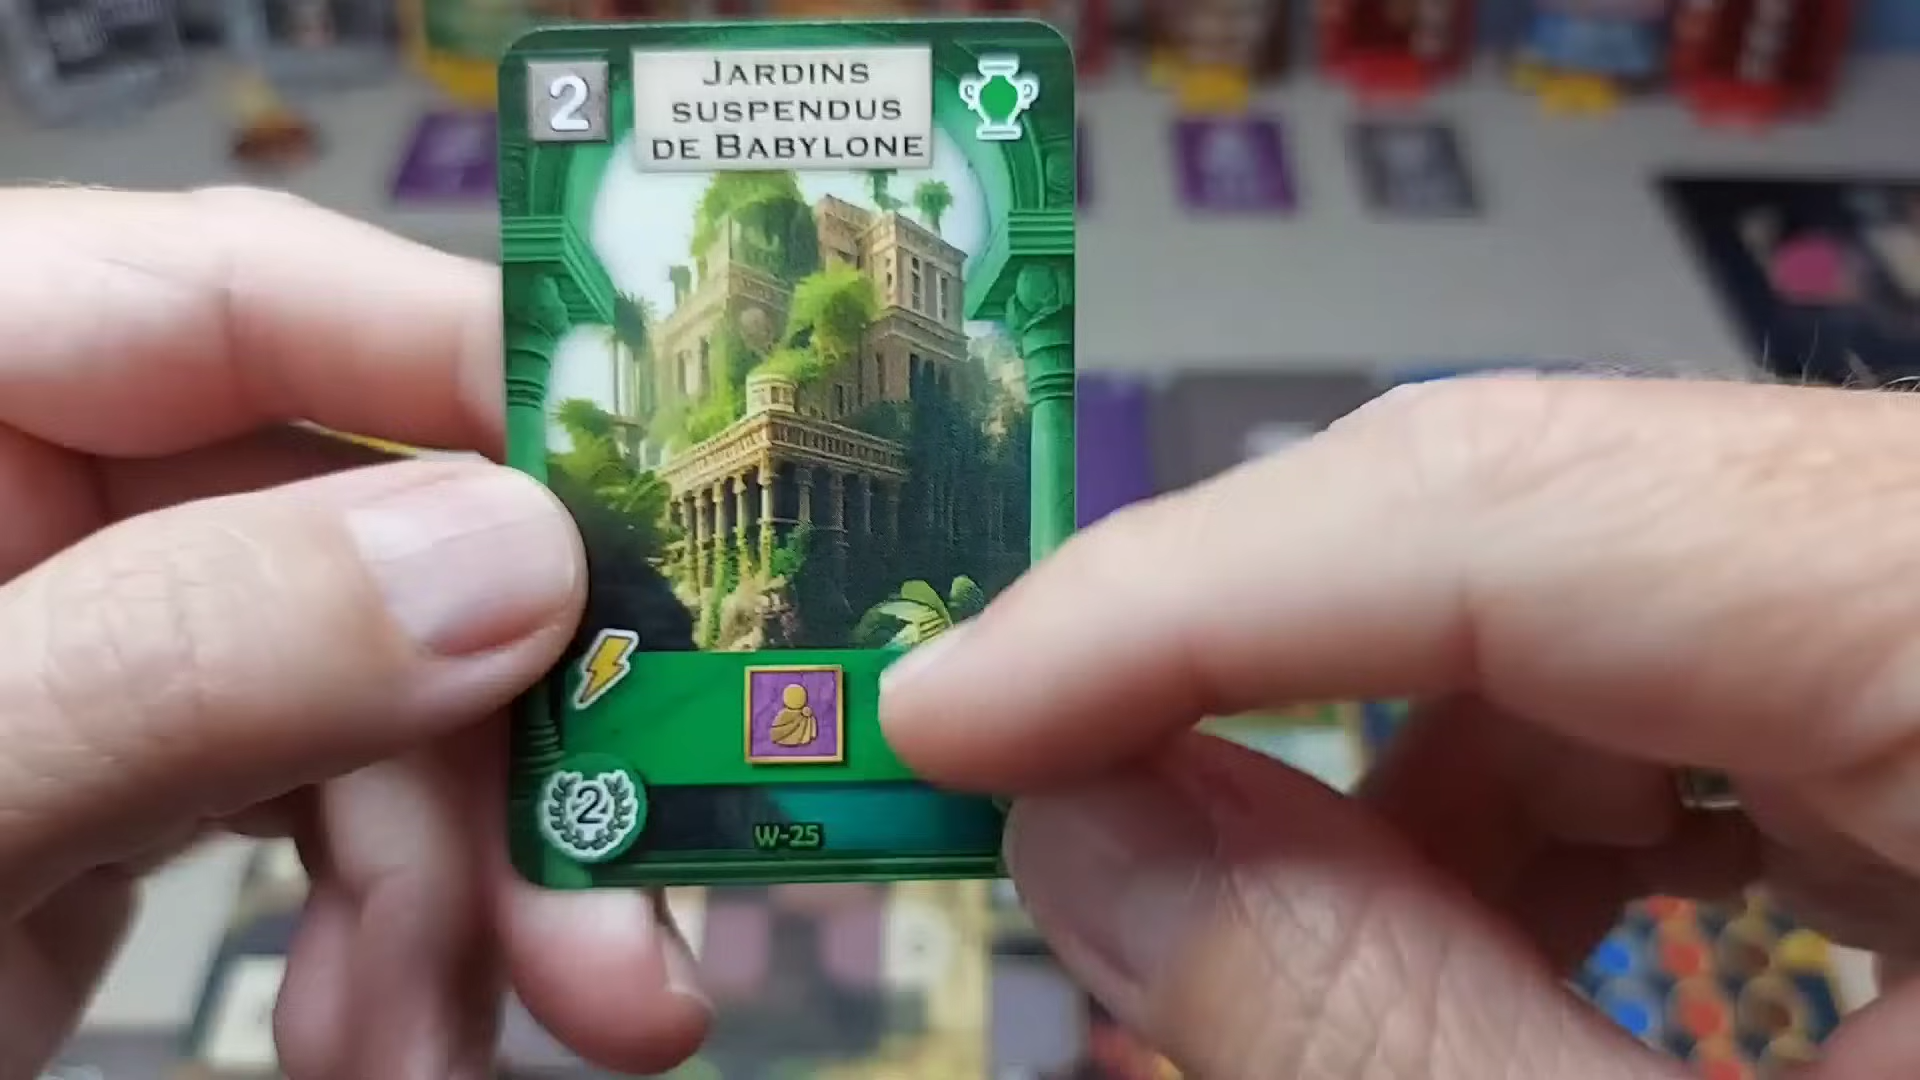 2
JARDINS
SUSPENDUS
DE BABYLONE
2
W-25